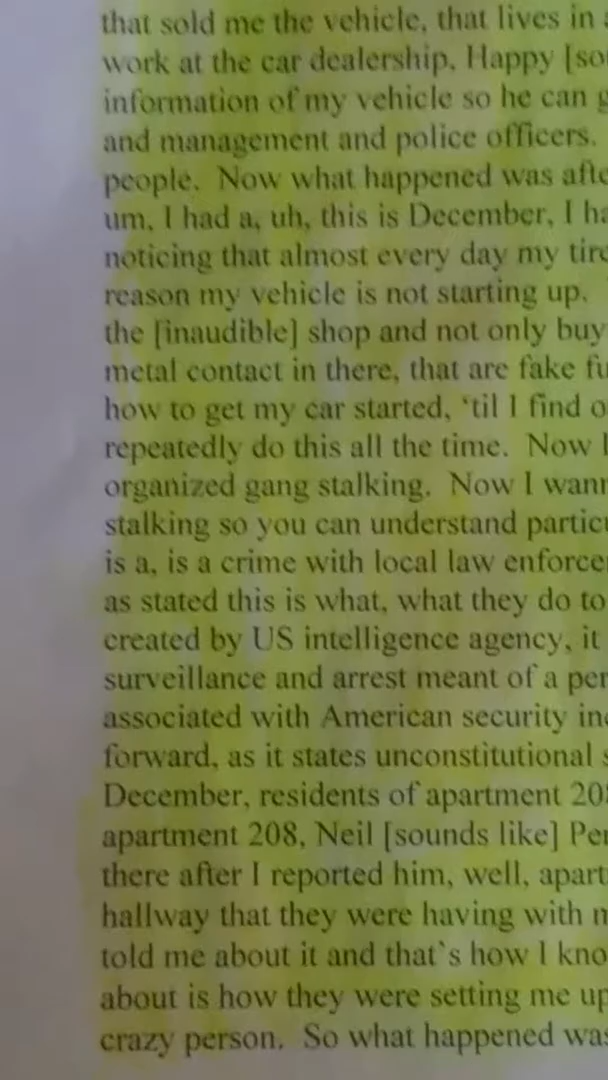 that sold me the vehicle, that lives in
work at the car dealership, Happy [so
information of my vehicle so he can g
and management and police officers.
people. Now what happened was afte
um, I had a, uh, this is December, I ha
noticing that almost every day my tire
reason my vehicle is not starting up.
the [inaudible] shop and not only buy
metal contact in there, that are fake fu
how to get my car started, ‘til I find o
repeatedly do this all the time. Now I
organized gang stalking. Now I wann
stalking so you can understand particu
is a, is a crime with local law enforce
as stated this is what, what they do to
created by US intelligence agency, it
surveillance and arrest meant of a per
associated with American security in
forward, as it states unconstitutional s
December, residents of apartment 208
apartment 208, Neil [sounds like] Per
there after I reported him, well, apart
hallway that they were having with m
told me about it and that’s how I kno
about is how they were setting me up
crazy person. So what happened was